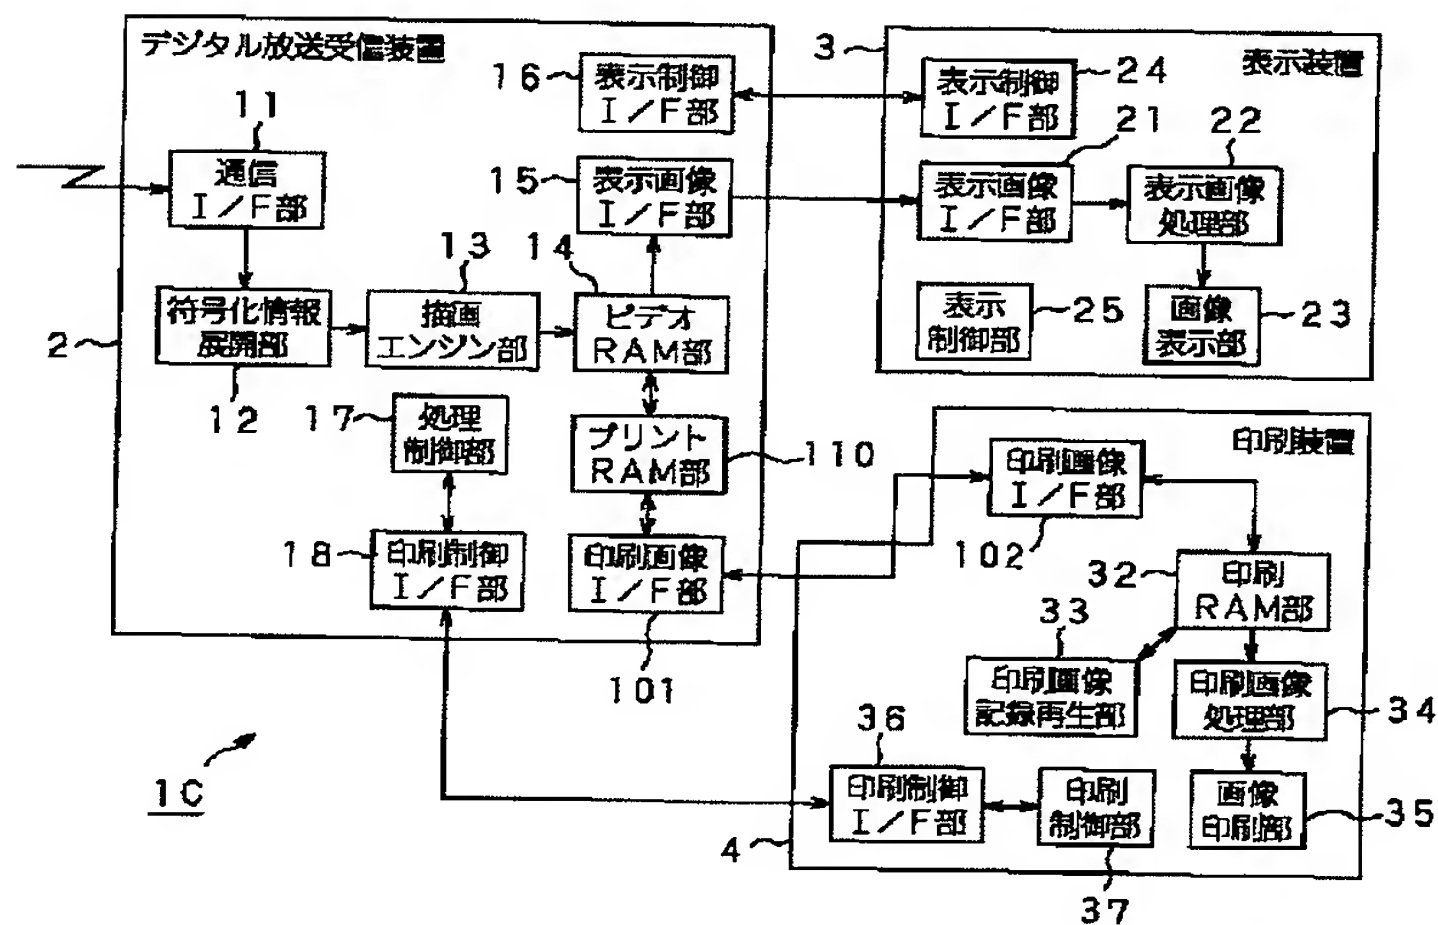 デジタル放送受信装置
16
表示制御
I/F部
11
通信
I/F部
15
表示画像
I/F部
13
14
符号化情報
展開部
描画
エンジン部
ビデオ
RAM部
2
12
17
処理
制御部
プリント
RAM部
110
18
印刷制御
I/F部
印刷画像
I/F部
101
1C
3
表示装置
表示制御
I/F部
24
21
22
表示画像
I/F部
表示画像
処理部
表示
制御部
25
画像
表示部
23
印刷装置
印刷画像
I/F部
102
32
印刷
RAM部
33
印刷画像
記録再生部
印刷画像
処理部
34
36
印刷制御
I/F部
印刷
制御部
画像
印刷部
35
4
37